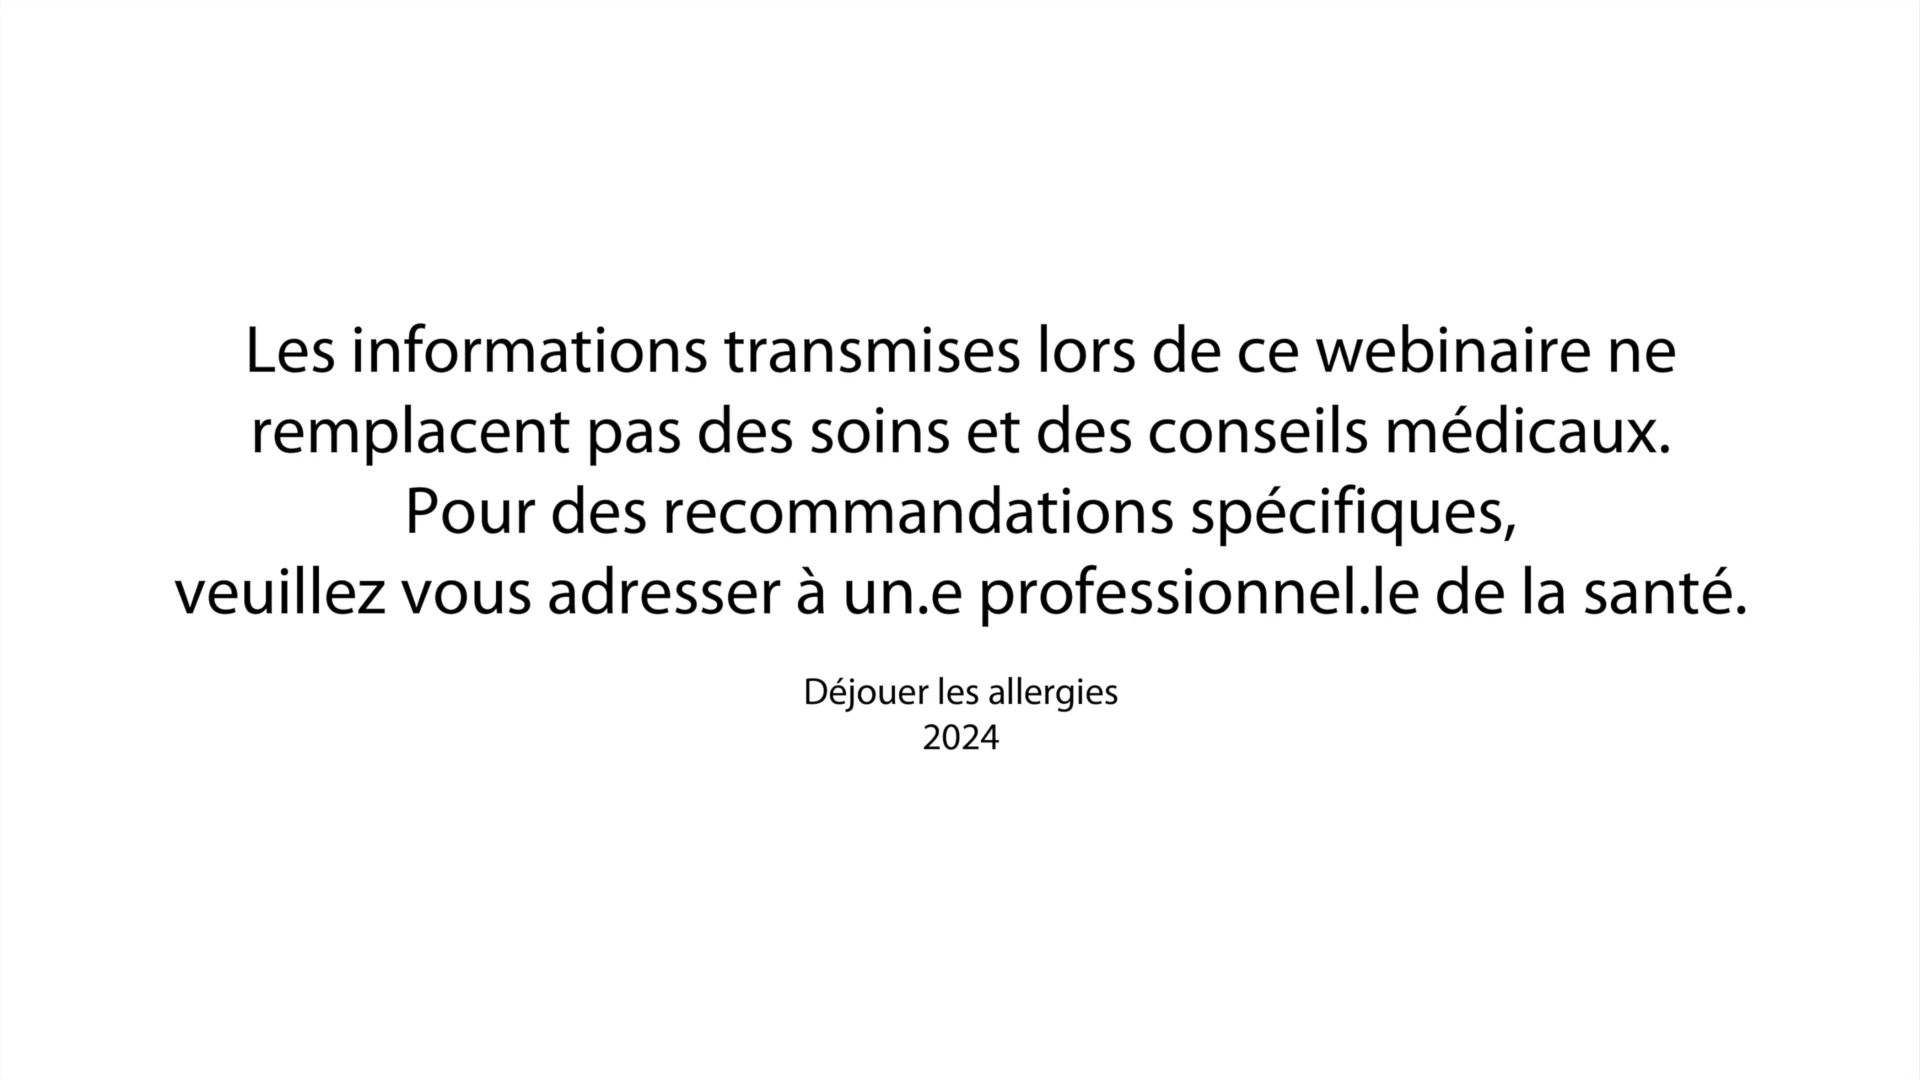 Les informations transmises lors de ce webinaire ne
remplacent pas des soins et des conseils médicaux.
Pour des recommandations spécifiques,
veuillez vous adresser à un.e professionnel.le de la santé.
Déjouer les allergies
2024